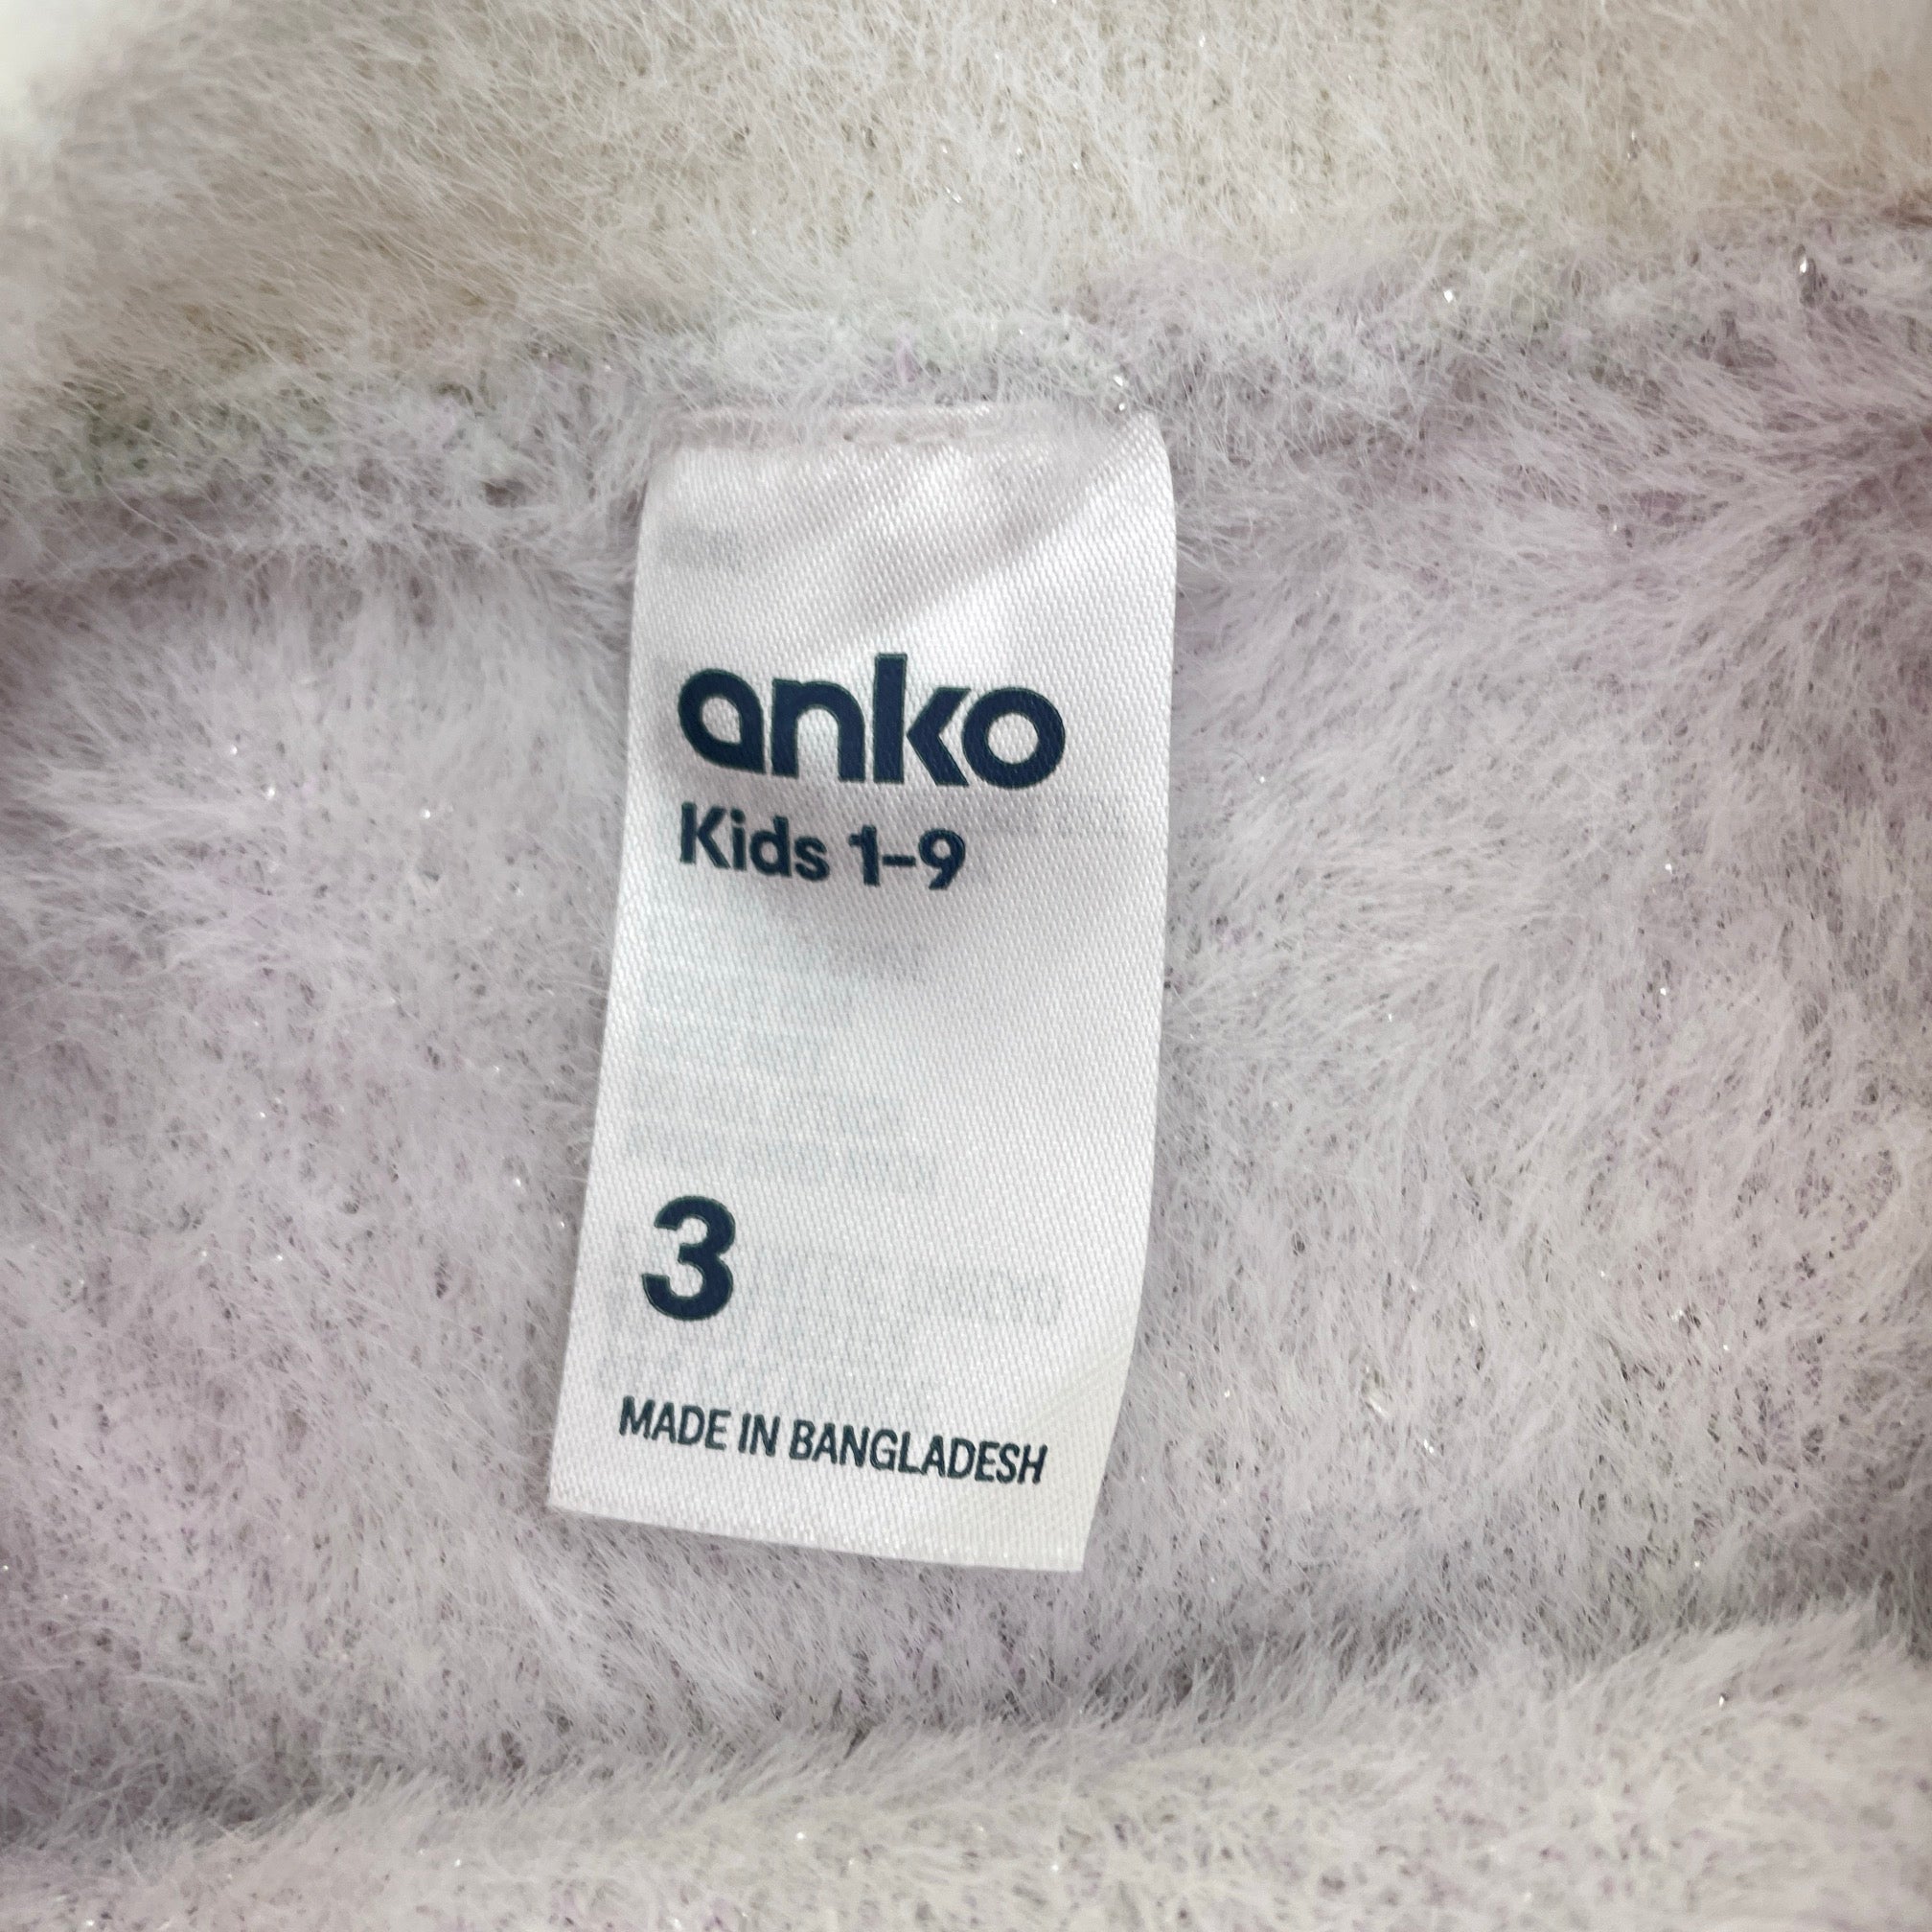 anko
Kids 1–9
3
MADE IN BANGLADESH